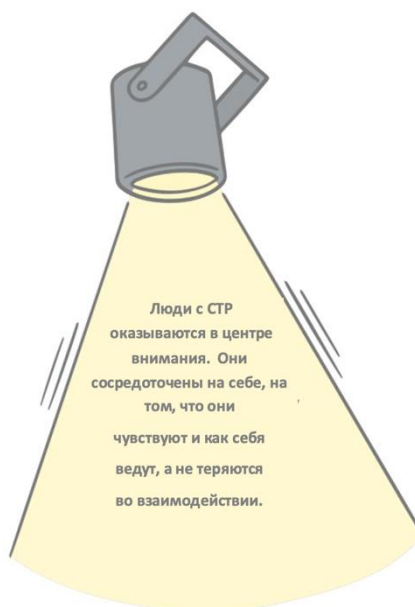 Люди с СТР
оказываются в центре
внимания. Они
сосредоточены на себе, на
том, что они
чувствуют и как себя
ведут, а не теряются
во взаимодействии.